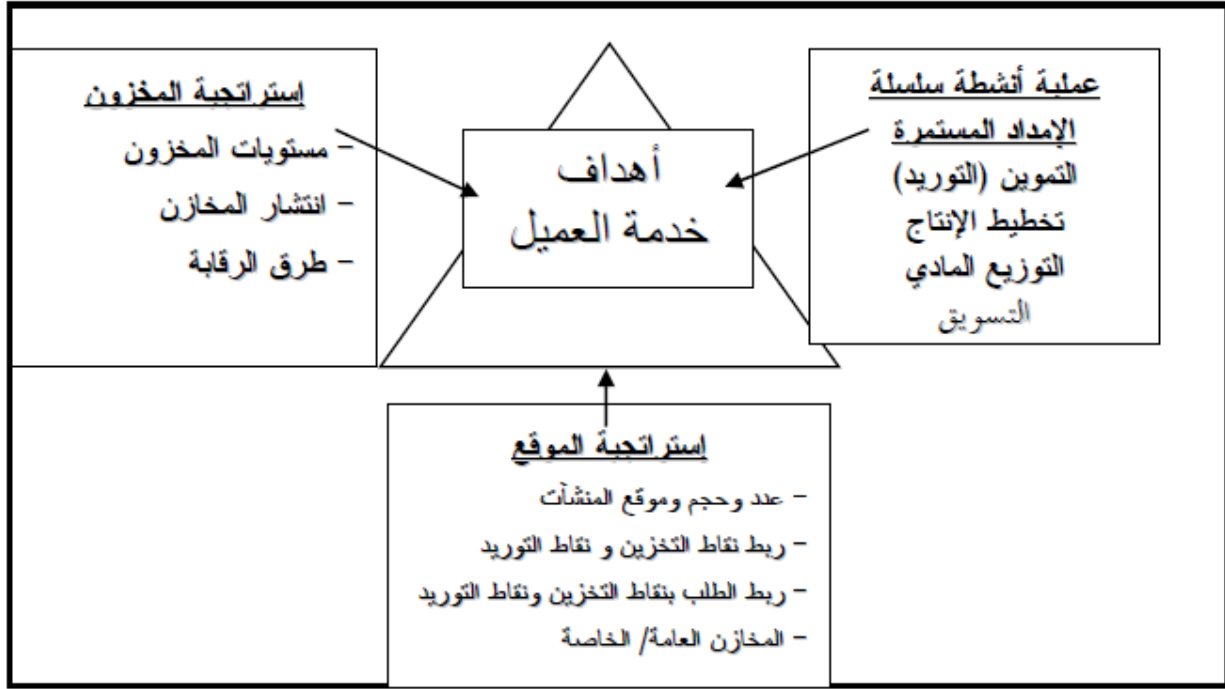 عملية أنشطة سلسلة
الإمداد المستمرة
التموين (التوريد)
تخطيط الإنتاج
التوزيع المادي
التسويق
أهداف
خدمة العميل
إستراتجية المخزون
- مستويات المخزون
- انتشار المخازن
- طرق الرقابة
إستراتجية الموقع
- عدد وحجم وموقع المنشآت
- ربط نقاط التخزين و نقاط التوريد
- ربط الطلب بنقاط التخزين ونقاط التوريد
- المخازن العامة/ الخاصة